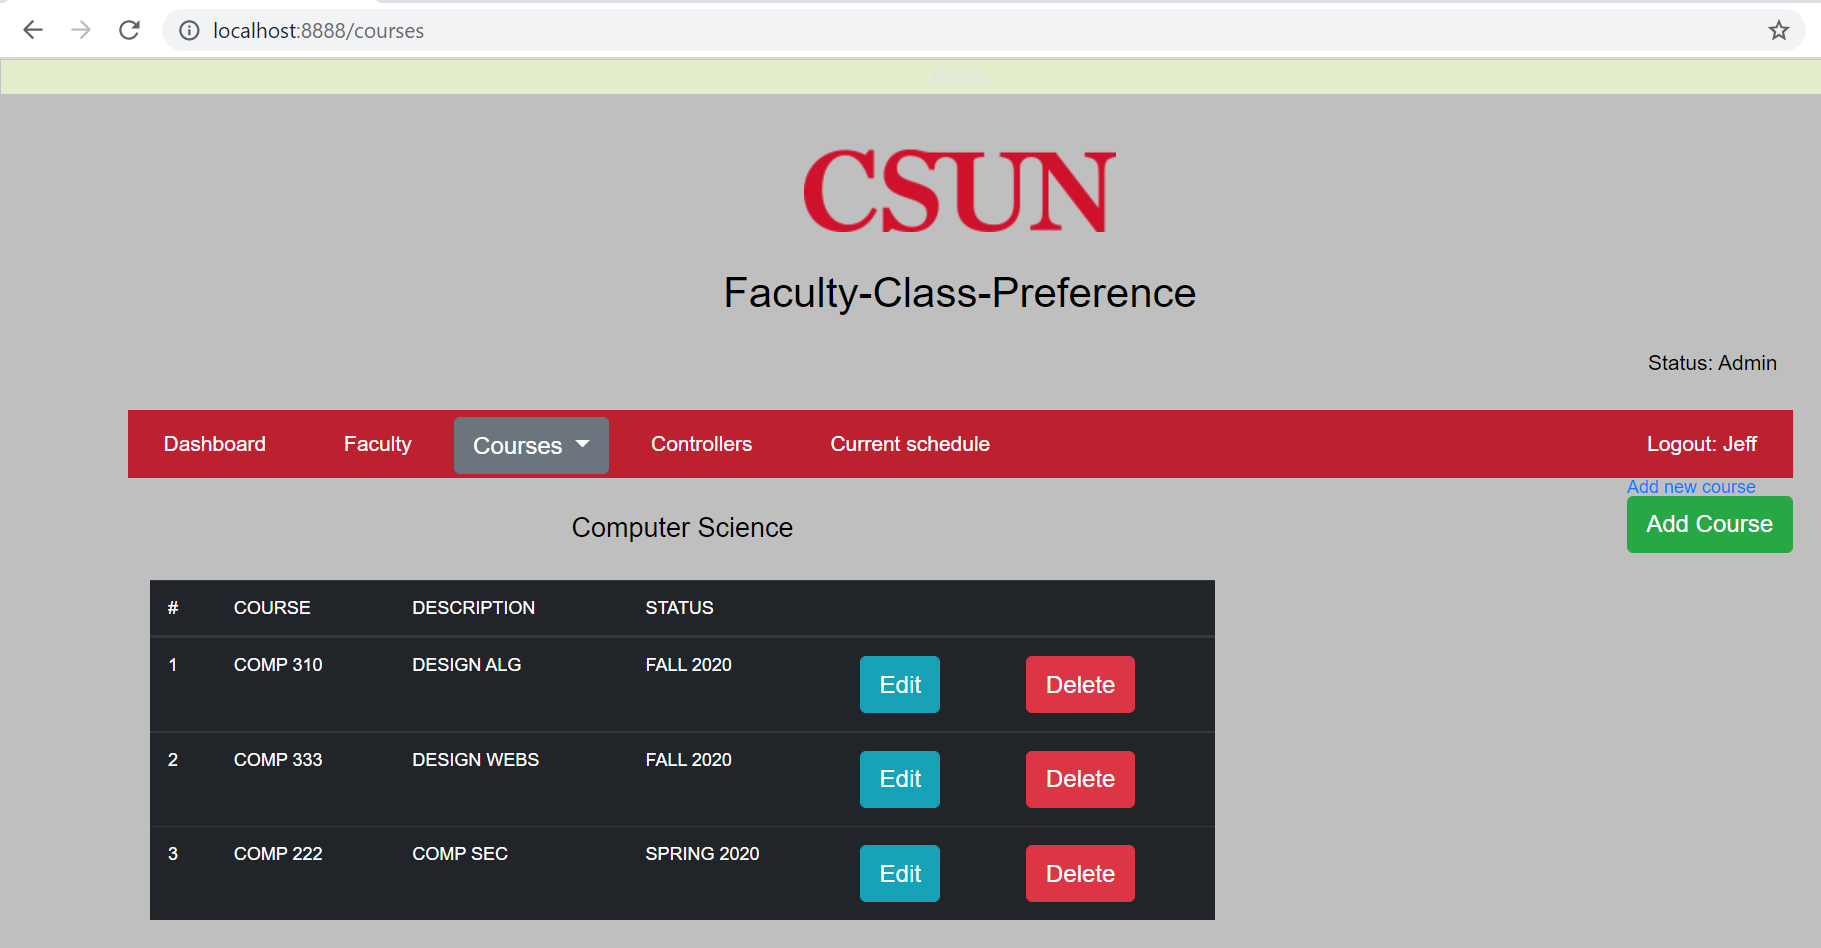 localhost:8888/courses
CSUN
Faculty-Class-Preference
Status: Admin
Dashboard Faculty Courses Controllers Current schedule Logout: Jeff
Add new course
Add Course
Computer Science
# COURSE DESCRIPTION STATUS
1 COMP 310 DESIGN ALG FALL 2020 Edit Delete
2 COMP 333 DESIGN WEBS FALL 2020 Edit Delete
3 COMP 222 COMP SEC SPRING 2020 Edit Delete